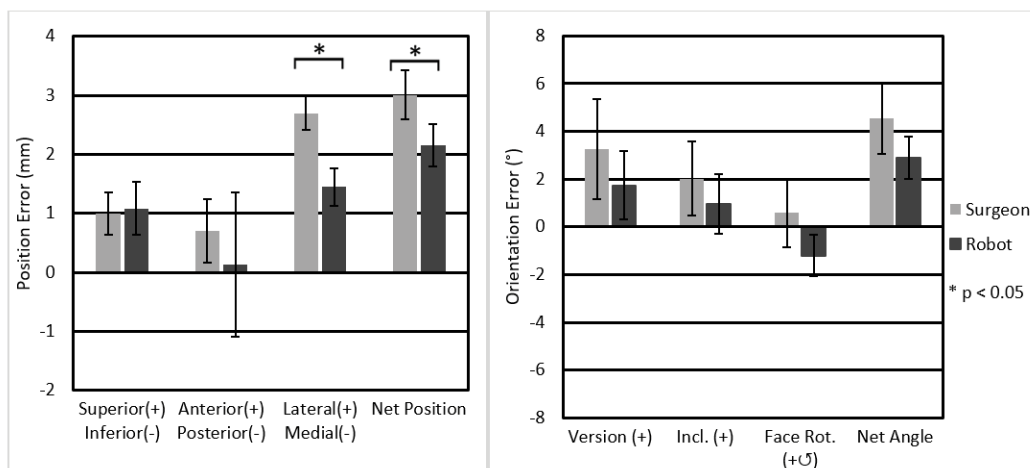 4
3
2
1
0
-1
-2
Position Error (mm)
*
*
Superior(+)
Inferior(-)
Anterior(+)
Posterior(-)
Lateral(+)
Medial(-)
Net Position
8
6
4
2
0
-2
-4
-6
-8
Orientation Error (°)
Version (+)
Incl. (+)
Face Rot.
(+↺)
Net Angle
Surgeon
Robot
* p < 0.05